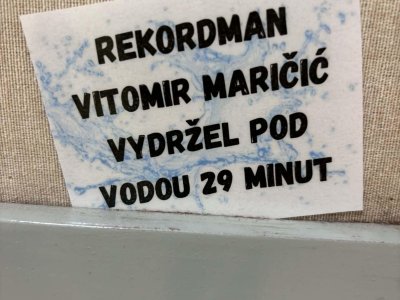 REKORDMAN
VITOMIR MARIČIĆ
VYDRŽEL POD
VODOU 29 MINUT